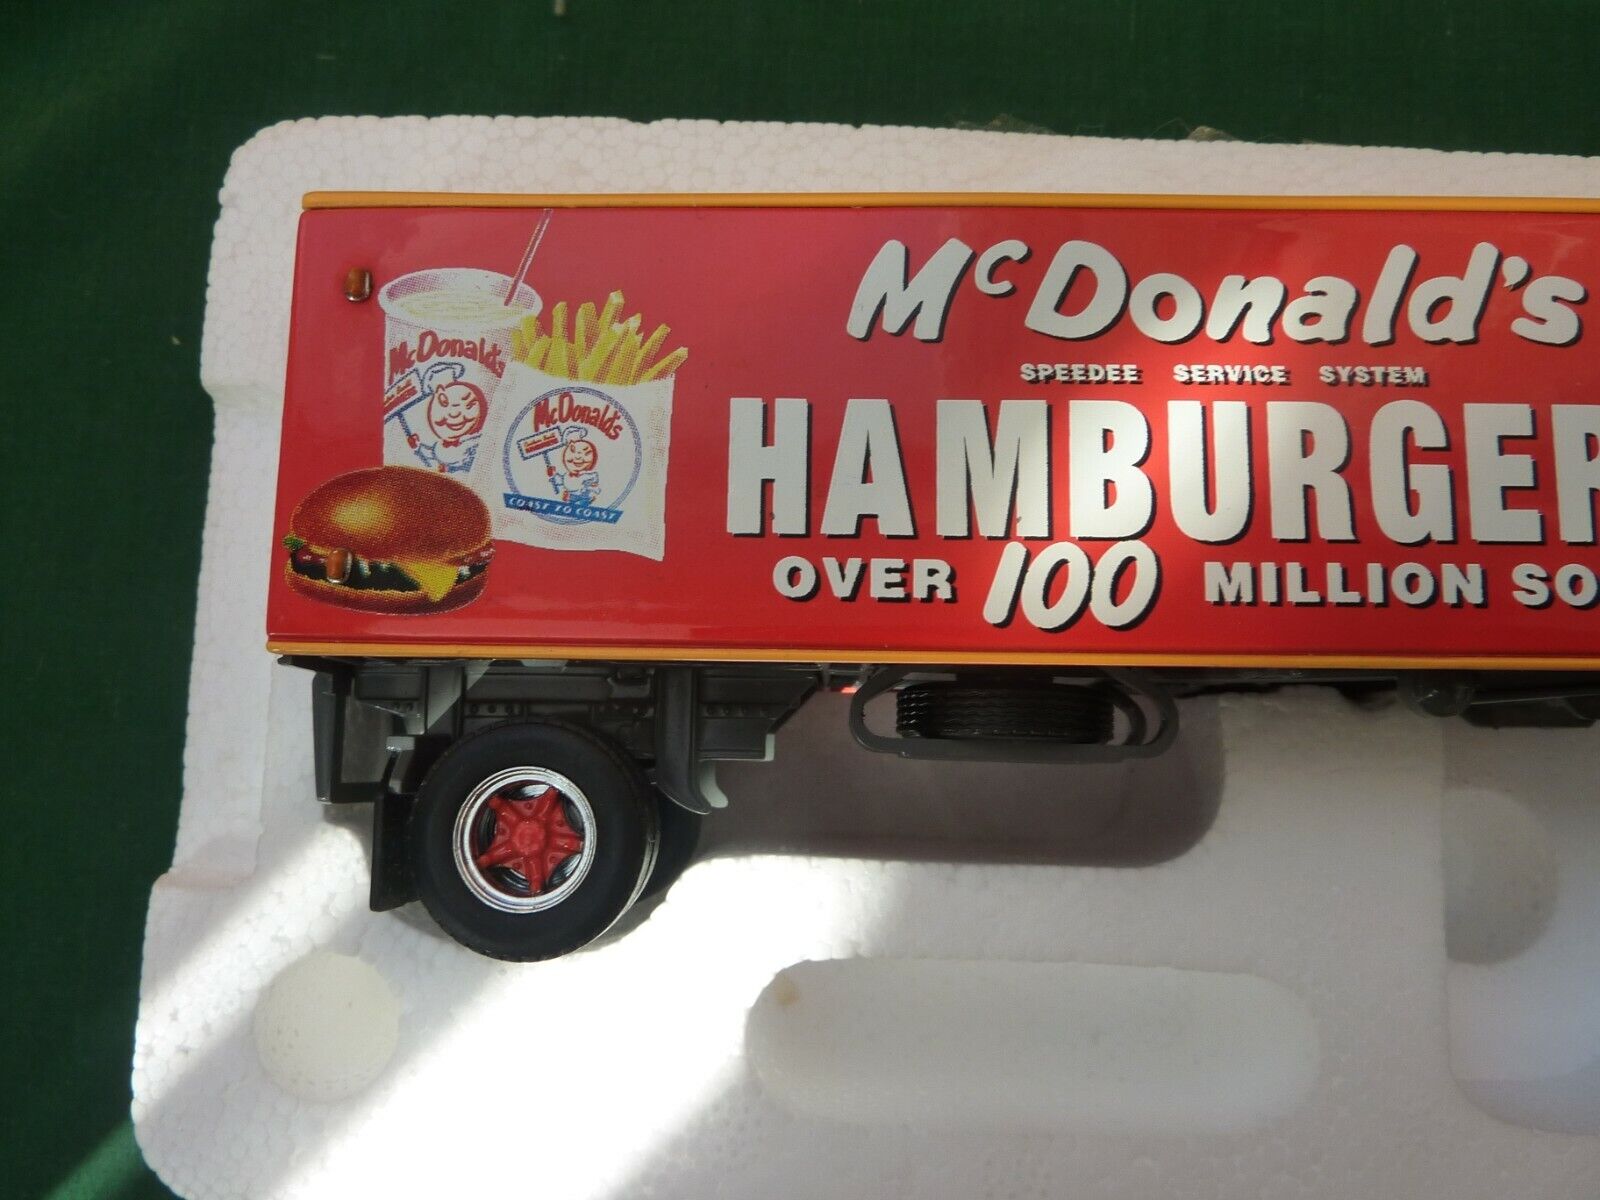 McDonald's
SPEEDEE SERVICE SYSTEM
HAMBURGER
OVER 100 MILLION SO
McDonald's
McDonald's
COAST TO COAST